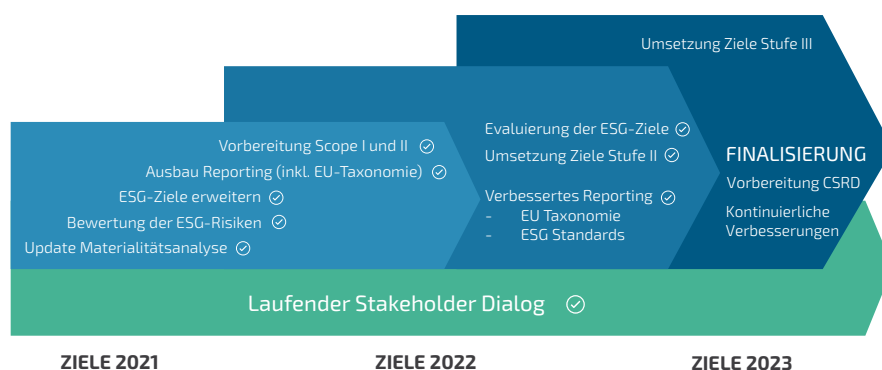 Umsetzung Ziele Stufe III
Vorbereitung Scope I und II
Ausbau Reporting (inkl. EU-Taxonomie)
ESG-Ziele erweitern
Bewertung der ESG-Risiken
Update Materialitätsanalyse
Evaluierung der ESG-Ziele
Umsetzung Ziele Stufe II
Verbessertes Reporting
- EU Taxonomie
- ESG Standards
FINALISIERUNG
Vorbereitung CSRD
Kontinuierliche
Verbesserungen
Laufender Stakeholder Dialog
ZIELE 2021
ZIELE 2022
ZIELE 2023